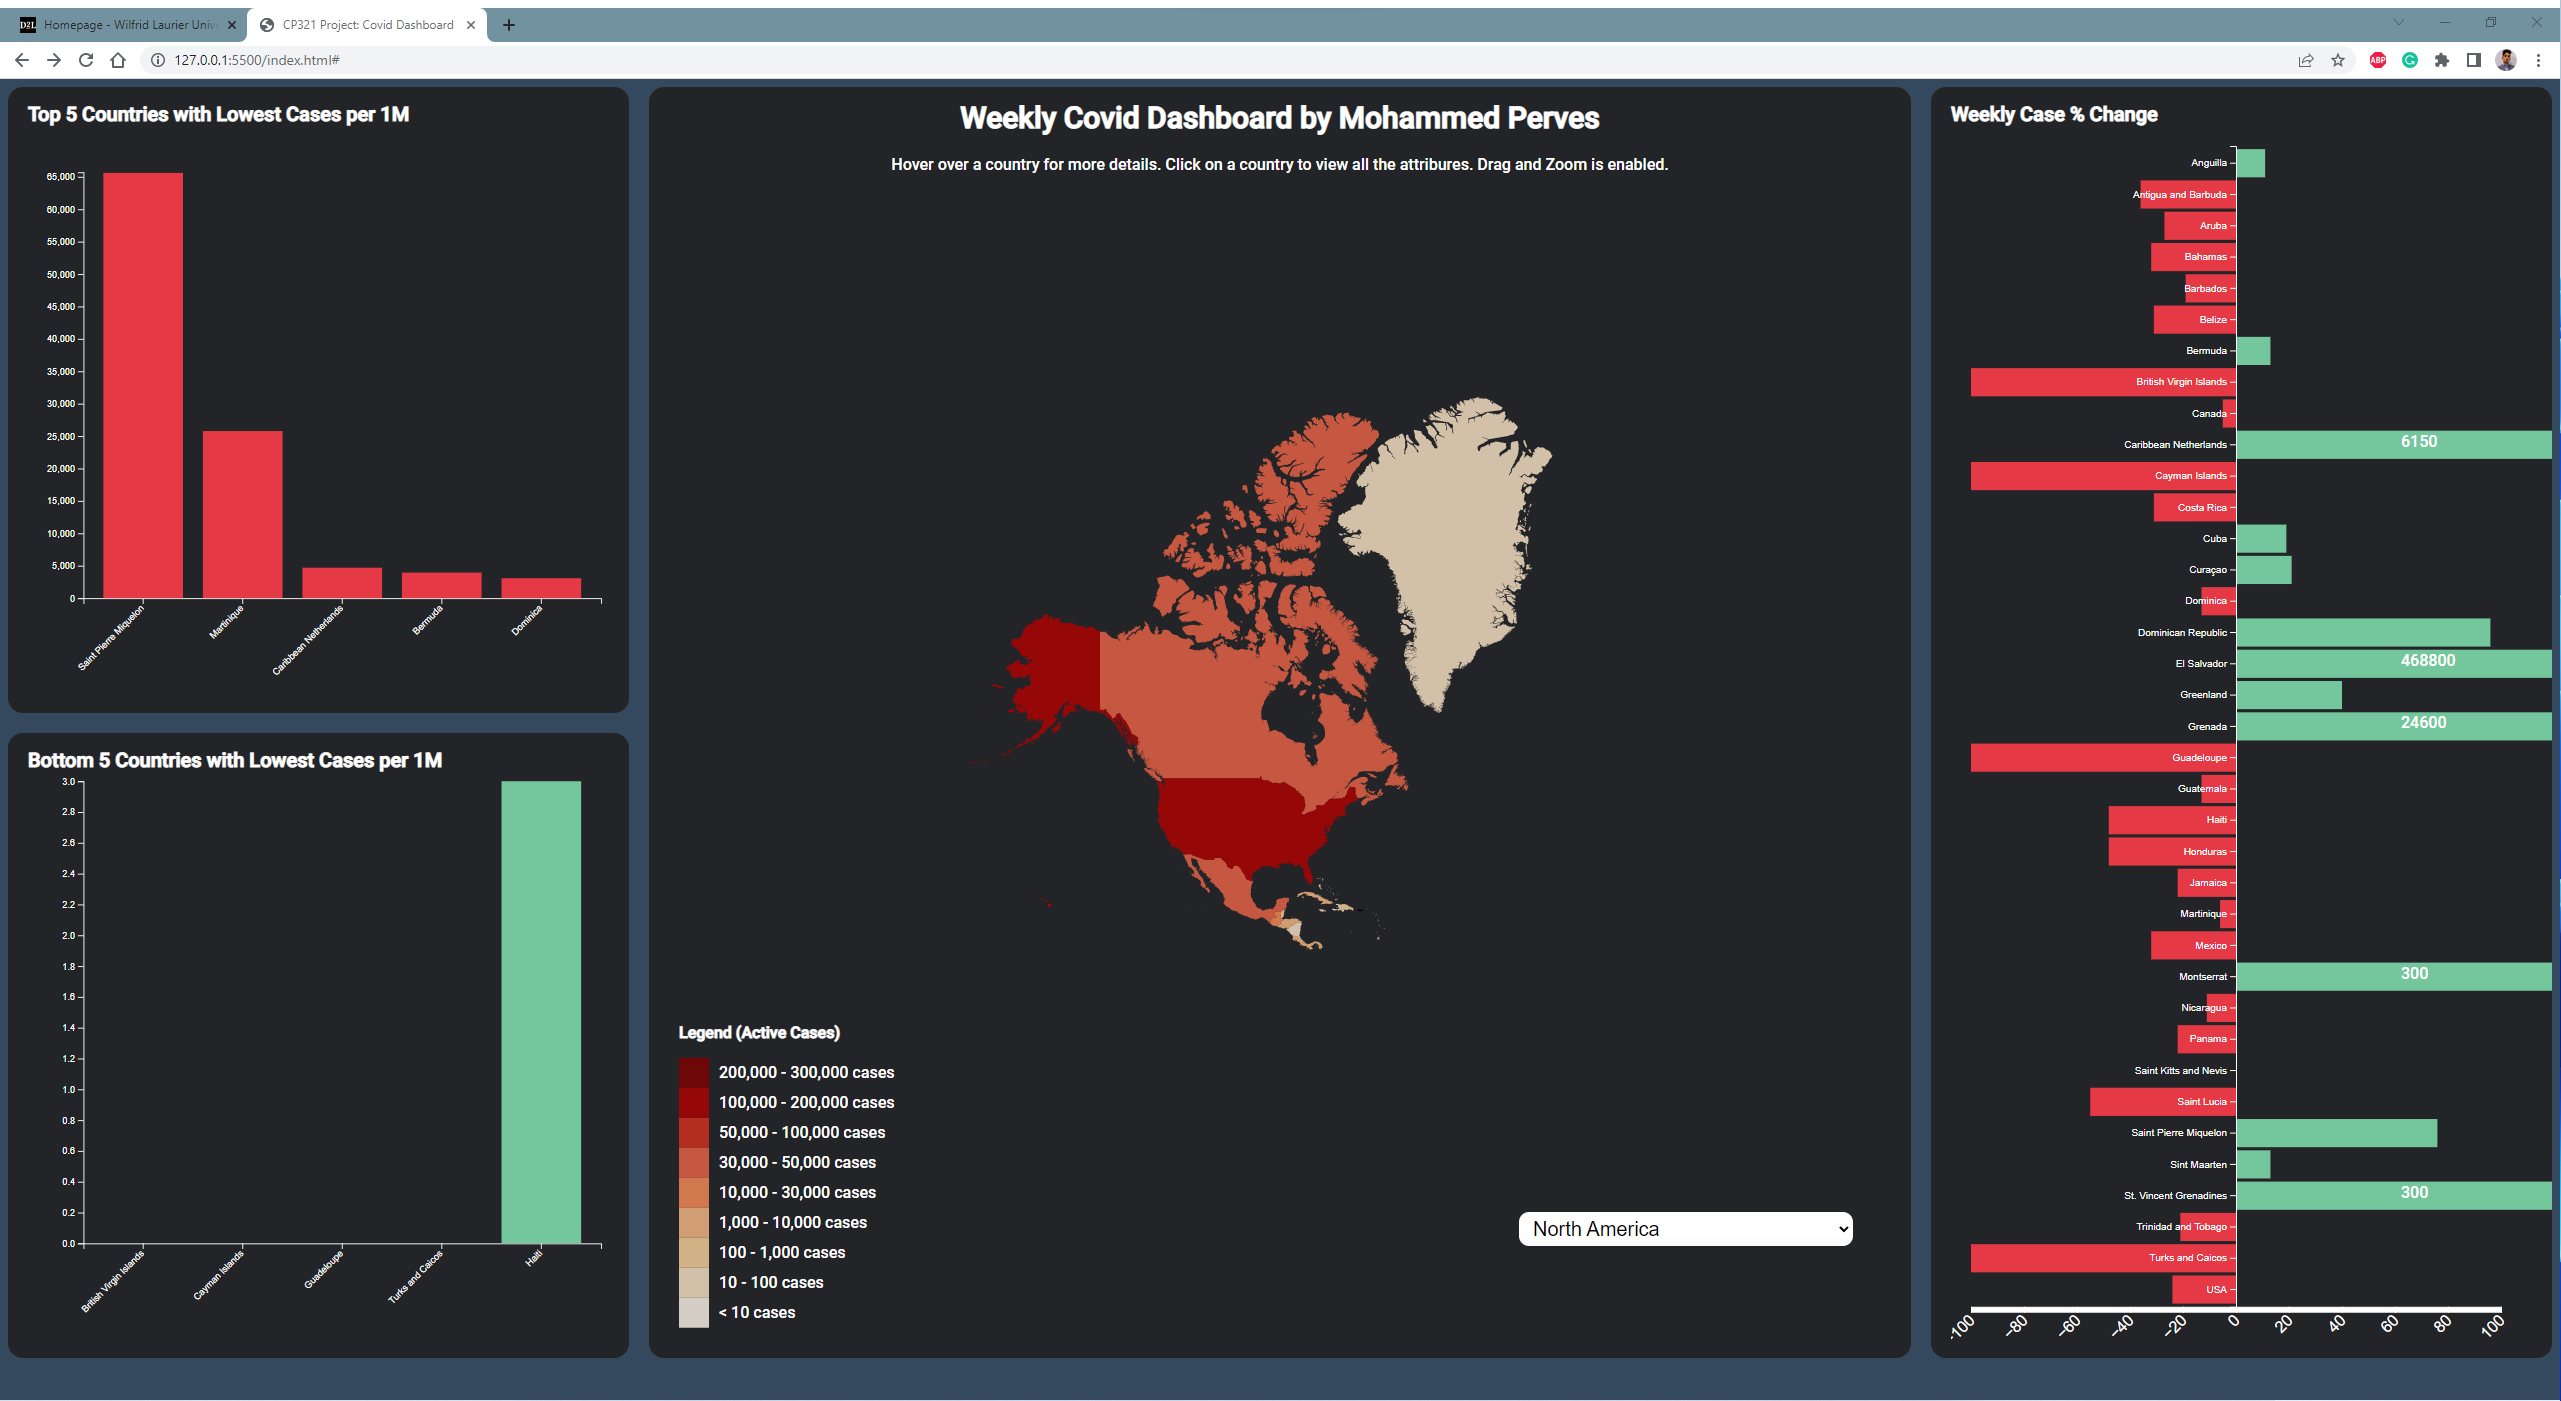 Homepage - Wilfrid Laurier Univ
CP321 Project: Covid Dashboard
127.0.0.1:5500/index.html#
ABP
Top 5 Countries with Lowest Cases per 1M
65,000
60,000
55,000
50,000
45,000
40,000
35,000
30,000
25,000
20,000
15,000
10,000
5,000
0
Saint Pierre Miquelon
Martinique
Caribbean Netherlands
Bermuda
Dominica
Bottom 5 Countries with Lowest Cases per 1M
3.0
2.8
2.6
2.4
2.2
2.0
1.8
1.6
1.4
1.2
1.0
0.8
0.6
0.4
0.2
0.0
British Virgin Islands
Cayman Islands
Guadeloupe
Turks and Caicos
Haiti
Weekly Covid Dashboard by Mohammed Perves
Hover over a country for more details. Click on a country to view all the attribures. Drag and Zoom is enabled.
Legend (Active Cases)
200,000 - 300,000 cases
100,000 - 200,000 cases
50,000 - 100,000 cases
30,000 - 50,000 cases
10,000 - 30,000 cases
1,000 - 10,000 cases
100 - 1,000 cases
10 - 100 cases
< 10 cases
North America
Weekly Case % Change
Anguilla
Antigua and Barbuda
Aruba
Bahamas
Barbados
Belize
Bermuda
British Virgin Islands
Canada
Caribbean Netherlands 6150
Cayman Islands
Costa Rica
Cuba
Curaçao
Dominica
Dominican Republic
El Salvador 468800
Greenland
Grenada 24600
Guadeloupe
Guatemala
Haiti
Honduras
Jamaica
Martinique
Mexico
Montserrat 300
Nicaragua
Panama
Saint Kitts and Nevis
Saint Lucia
Saint Pierre Miquelon
Sint Maarten
St. Vincent Grenadines 300
Trinidad and Tobago
Turks and Caicos
USA
-100 −80 −60 −40 −20 0 20 40 60 80 100